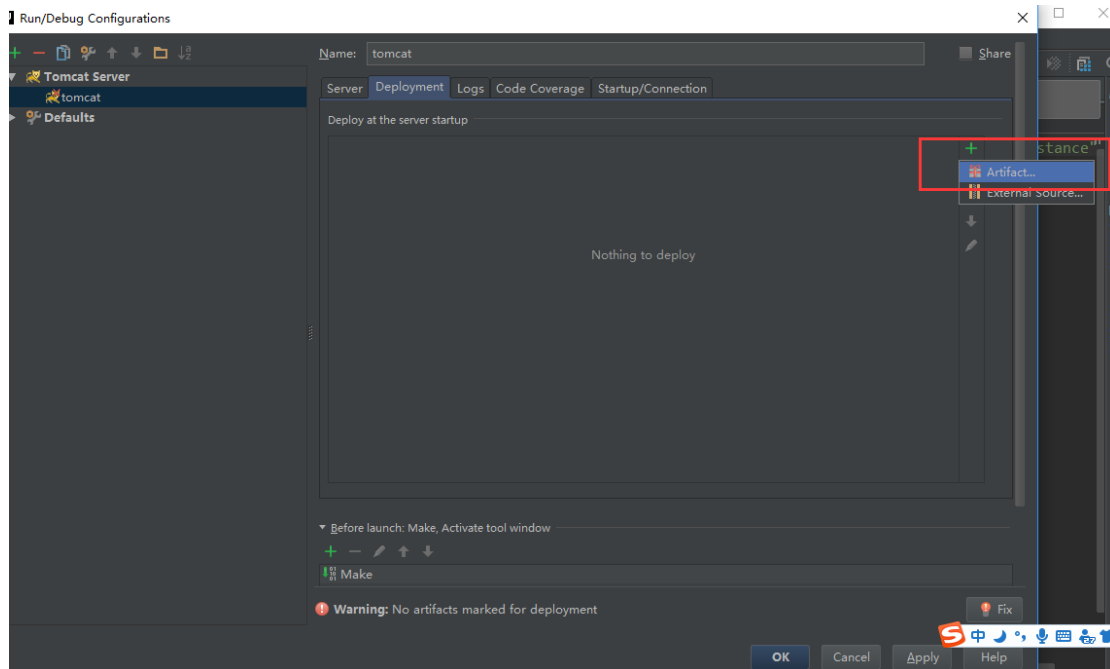 Run/Debug Configurations
Name: tomcat
Share
Tomcat Server
tomcat
Defaults
Server Deployment Logs Code Coverage Startup/Connection
Deploy at the server startup
stance"
Artifact...
External Source...
Nothing to deploy
Before launch: Make, Activate tool window
Make
Warning: No artifacts marked for deployment
Fix
中
OK Cancel Apply Help